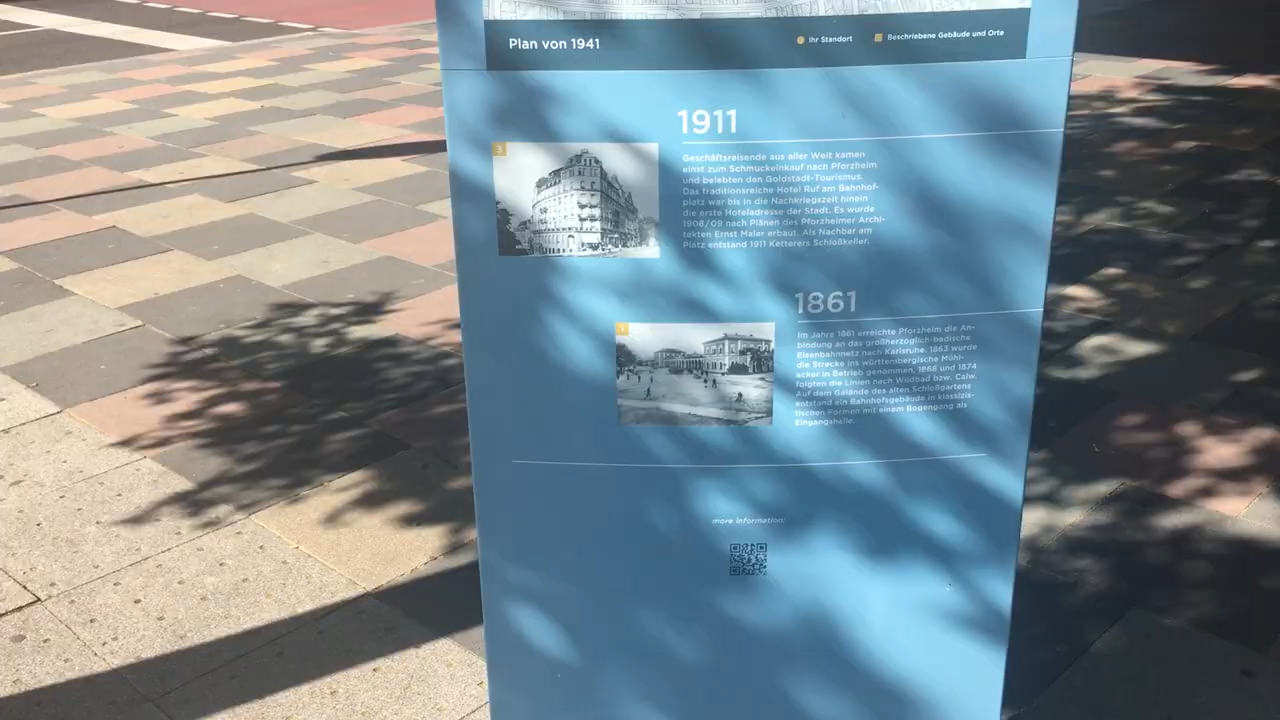 Plan von 1941
Ihr Standort
Beschriebene Gebäude und Orte
1911
3
Geschäftsreisende aus aller Welt kamen
einst zum Schmuckeinkauf nach Pforzheim
und belebten den Goldstadt-Tourismus.
Das traditionsreiche Hotel Ruf am Bahnhof-
platz war bis in die Nachkriegszeit hinein
die erste Hoteladresse der Stadt. Es wurde
1908/09 nach Plänen des Pforzheimer Archi-
tekten Ernst Maler erbaut. Als Nachbar am
Platz entstand 1911 Ketterers Schloßkeller.
1861
1
Im Jahre 1861 erreichte Pforzheim die An-
bindung an das großherzoglich-badische
Eisenbahnnetz nach Karlsruhe. 1863 wurde
die Strecke ins württembergische Mühl-
acker in Betrieb genommen, 1868 und 1874
folgten die Linien nach Wildbad bzw. Calw.
Auf dem Gelände des alten Schloßgartens
entstand ein Bahnhofsgebäude in klassizis-
tischen Formen mit einem Bogengang als
Eingangshalle.
more information: